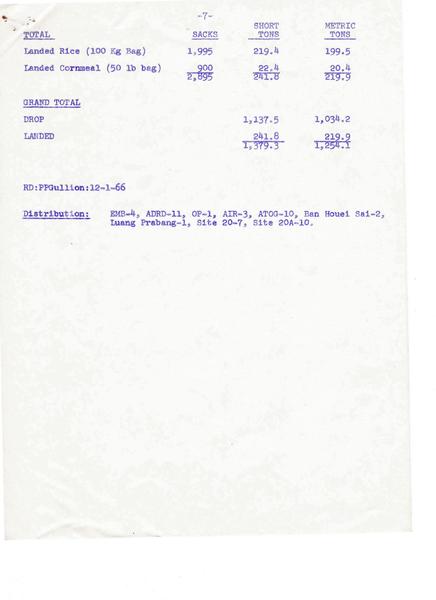 -7-
SHORT METRIC
TOTAL SACKS TONS TONS
Landed Rice (100 Kg Bag) 1,995 219.4 199.5
Landed Cornmeal (50 lb bag) 900 22.4 20.4
2,895 241.8 219.9
GRAND TOTAL
DROP 1,137.5 1,034.2
LANDED 241.8 219.9
1,379.3 1,254.1
RD:PPGullion:12-1-66
Distribution: EMB-4, ADRD-11, OP-1, AIR-3, ATOG-10, Ban Houei Sai-2,
Luang Prabang-1, Site 20-7, Site 20A-10.